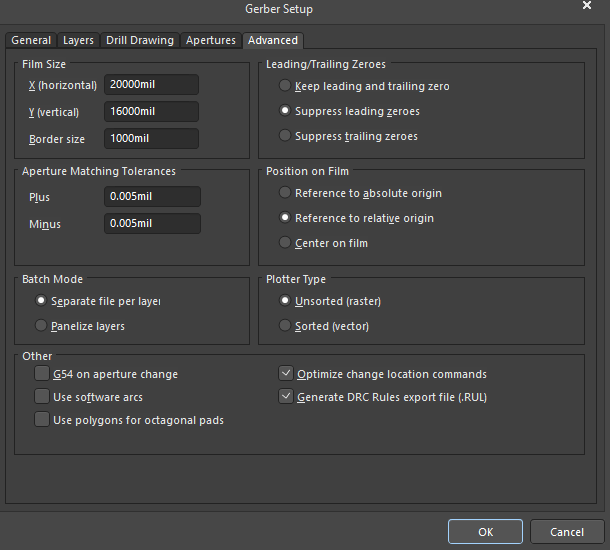 Gerber Setup
General Layers Drill Drawing Apertures Advanced
Film Size
X (horizontal) 20000mil
Y (vertical) 16000mil
Border size 1000mil
Leading/Trailing Zeroes
Keep leading and trailing zero
Suppress leading zeroes
Suppress trailing zeroes
Aperture Matching Tolerances
Plus 0.005mil
Minus 0.005mil
Position on Film
Reference to absolute origin
Reference to relative origin
Center on film
Batch Mode
Separate file per layer
Panelize layers
Plotter Type
Unsorted (raster)
Sorted (vector)
Other
G54 on aperture change
Use software arcs
Use polygons for octagonal pads
Optimize change location commands
Generate DRC Rules export file (.RUL)
OK Cancel